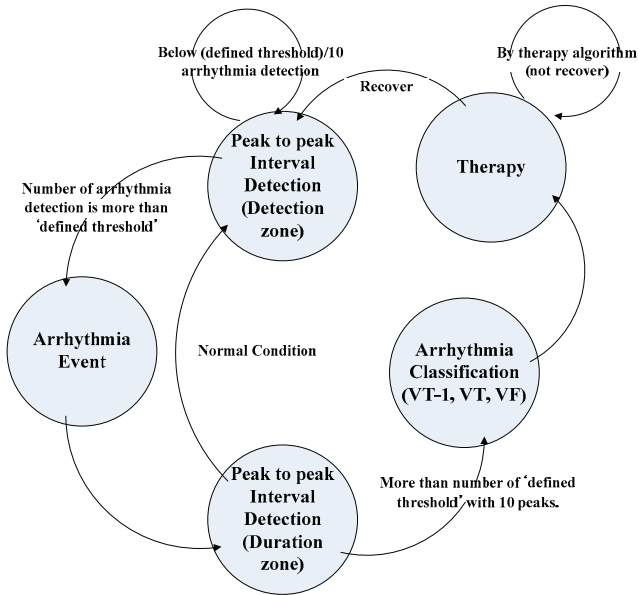 Below (defined threshold)/10
arrhythmia detection
By therapy algorithm
(not recover)
Recover
Peak to peak
Interval
Detection
(Detection
zone)
Therapy
Number of arrhythmia
detection is more than
‘defined threshold’
Arrhythmia
Event
Normal Condition
Arrhythmia
Classification
(VT-1, VT, VF)
Peak to peak
Interval
Detection
(Duration
zone)
More than number of ‘defined
threshold’ with 10 peaks.